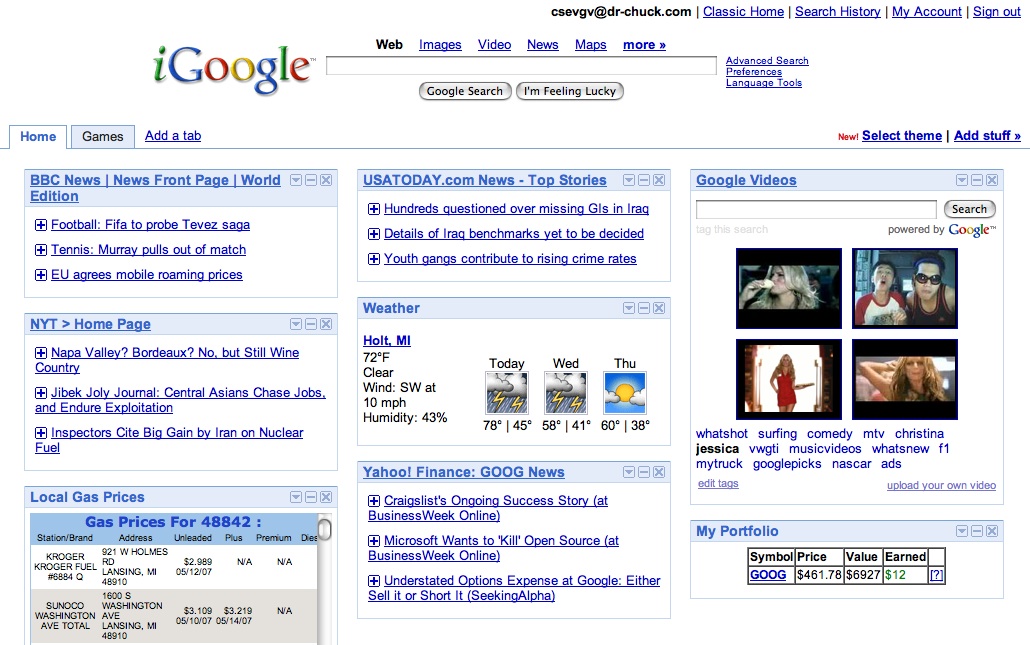 csevgv@dr-chuck.com | Classic Home | Search History | My Account | Sign out
Web Images Video News Maps more »
iGoogle™
Advanced Search
Preferences
Language Tools
Google Search I'm Feeling Lucky
Home Games Add a tab
New! Select theme | Add stuff »
BBC News | News Front Page | World
Edition
Football: Fifa to probe Tevez saga
Tennis: Murray pulls out of match
EU agrees mobile roaming prices
NYT > Home Page
Napa Valley? Bordeaux? No, but Still Wine
Country
Jibek Joly Journal: Central Asians Chase Jobs,
and Endure Exploitation
Inspectors Cite Big Gain by Iran on Nuclear
Fuel
Local Gas Prices
Gas Prices For 48842 :
Station/Brand Address Unleaded Plus Premium Dies
KROGER
KROGER FUEL
#6884 Q
921 W HOLMES
RD
LANSING, MI
48910
$2.989
05/12/07
N/A
N/A
SUNOCO
WASHINGTON
AVE TOTAL
1600 S
WASHINGTON
AVE
LANSING, MI
48910
$3.109
05/10/07
$3.219
05/14/07
N/A
USATODAY.com News - Top Stories
Hundreds questioned over missing GIs in Iraq
Details of Iraq benchmarks yet to be decided
Youth gangs contribute to rising crime rates
Weather
Holt, MI
72°F
Clear
Wind: SW at
10 mph
Humidity: 43%
Today Wed Thu
78° | 45° 58° | 41° 60° | 38°
Yahoo! Finance: GOOG News
Craigslist's Ongoing Success Story (at
BusinessWeek Online)
Microsoft Wants to 'Kill' Open Source (at
BusinessWeek Online)
Understated Options Expense at Google: Either
Sell it or Short It (SeekingAlpha)
Google Videos
Search
tag this search
powered by Google™
whatshot surfing comedy mtv christina
jessica vwgti musicvideos whatsnew f1
mytruck googlepicks nascar ads
edit tags upload your own video
My Portfolio
Symbol Price Value Earned
GOOG $461.78 $6927 $12 [?]